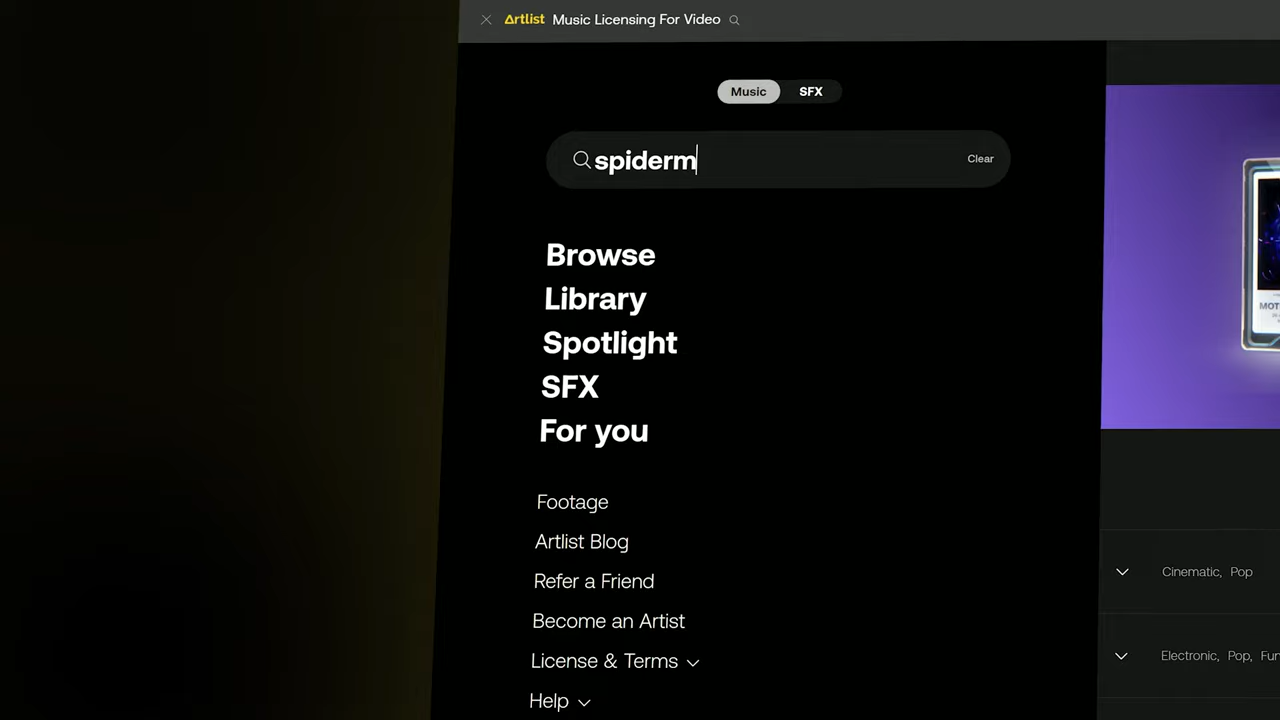 Artlist Music Licensing For Video
Music SFX
spiderm
Clear
Browse
Library
Spotlight
SFX
For you
Footage
Artlist Blog
Refer a Friend
Become an Artist
License & Terms
Help
Cinematic, Pop
Electronic, Pop,